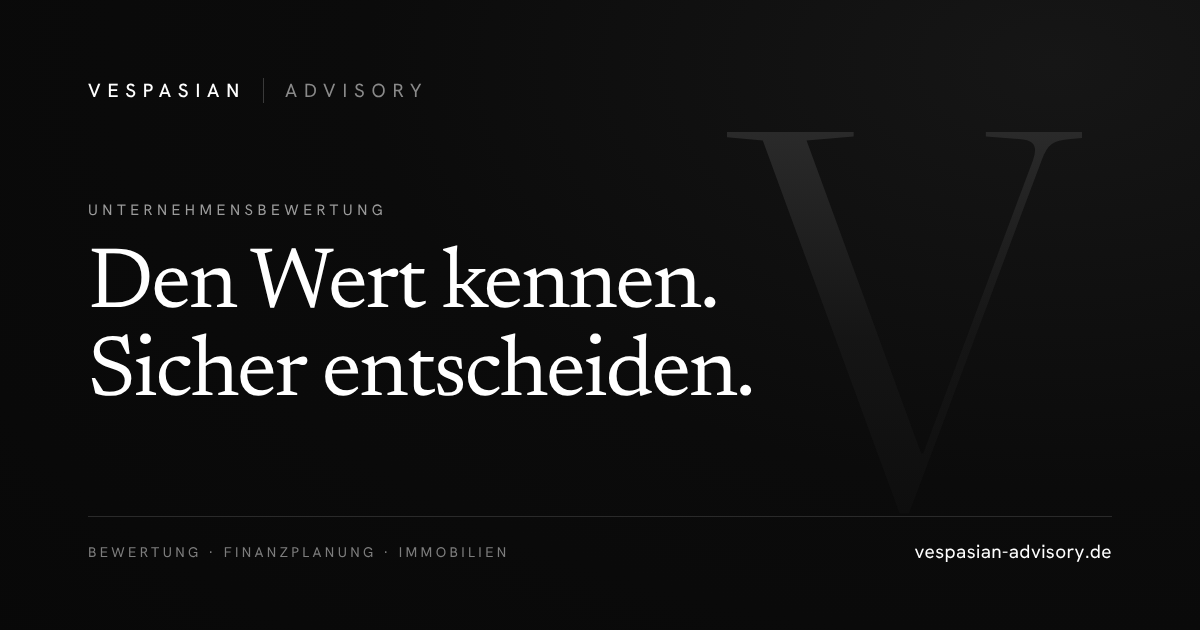 VESPASIAN | ADVISORY
UNTERNEHMENSBEWERTUNG
Den Wert kennen.
Sicher entscheiden.
V
BEWERTUNG · FINANZPLANUNG · IMMOBILIEN
vespasian-advisory.de